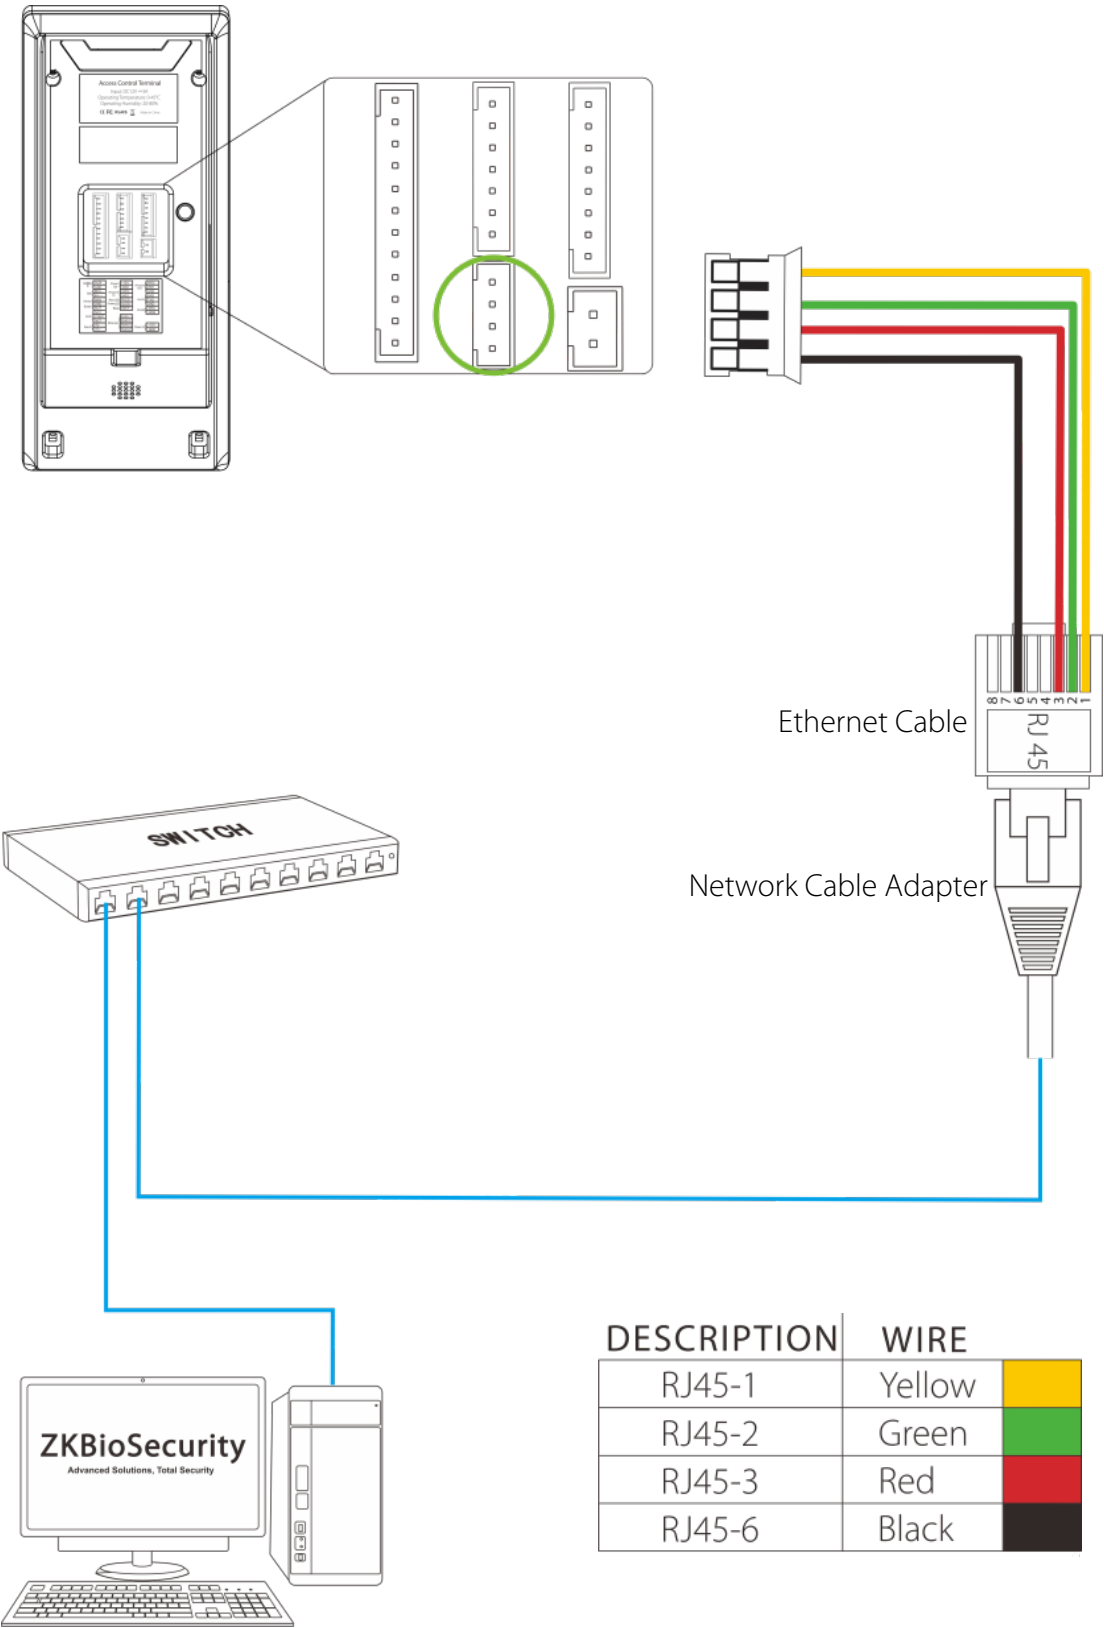 Access Control Terminal
SWITCH
Ethernet Cable
8 7 6 5 4 3 2 1
RJ 45
Network Cable Adapter
ZKBioSecurity
Advanced Solutions, Total Security
DESCRIPTION WIRE
RJ45-1 Yellow
RJ45-2 Green
RJ45-3 Red
RJ45-6 Black